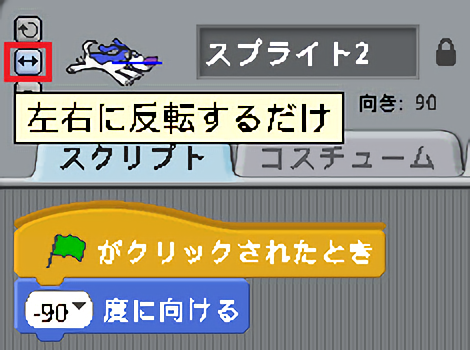 スプライト2
向き: 90
左右に反転するだけ
スクリプト コスチューム
がクリックされたとき
-90 度に向ける